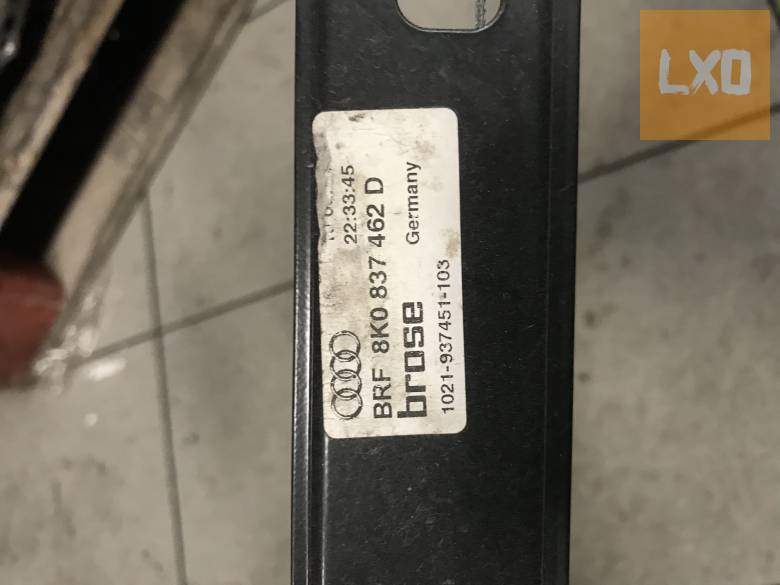 22:33:45
BRF 8K0 837 462 D
brose Germany
1021-937451-103
LXO